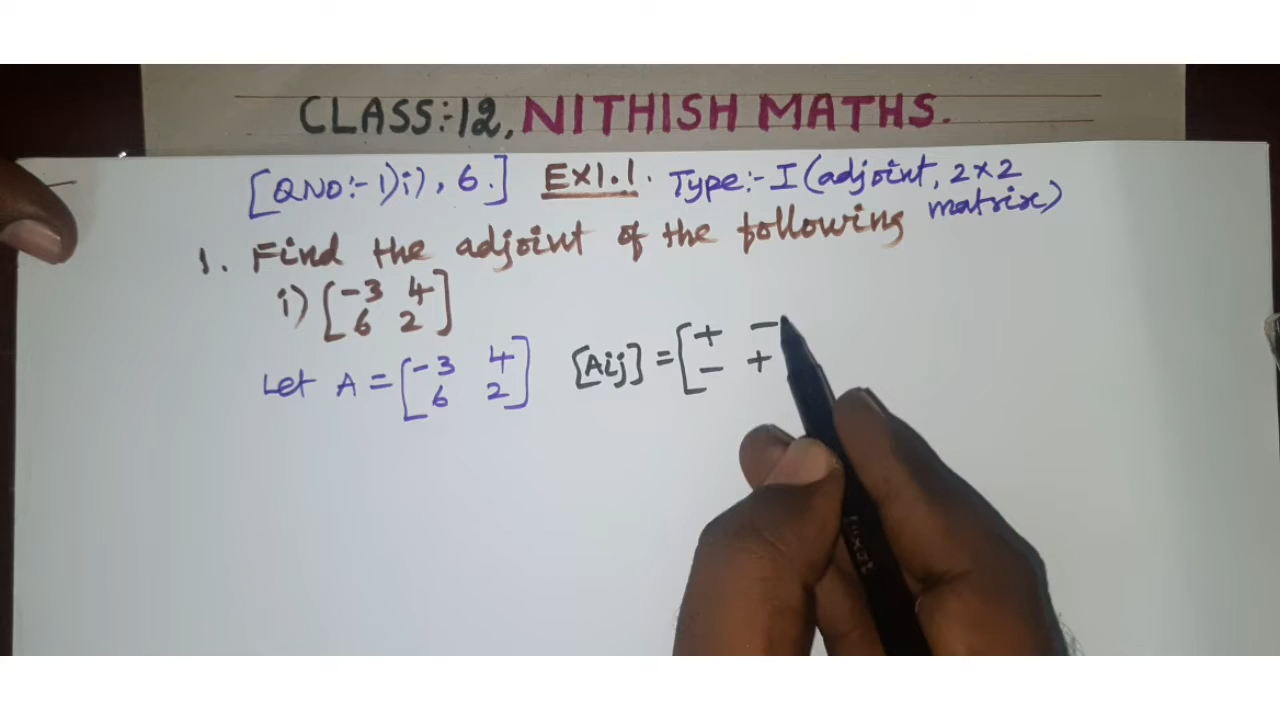 CLASS:-12, NITHISH MATHS.
[QNO:-1)i), 6.] EX1.1. Type:- I (adjoint, 2×2 matrix)
1. Find the adjoint of the following
i) [-3 4
6 2]
Let A = [-3 4
6 2] [Aij] = [+ -
- +